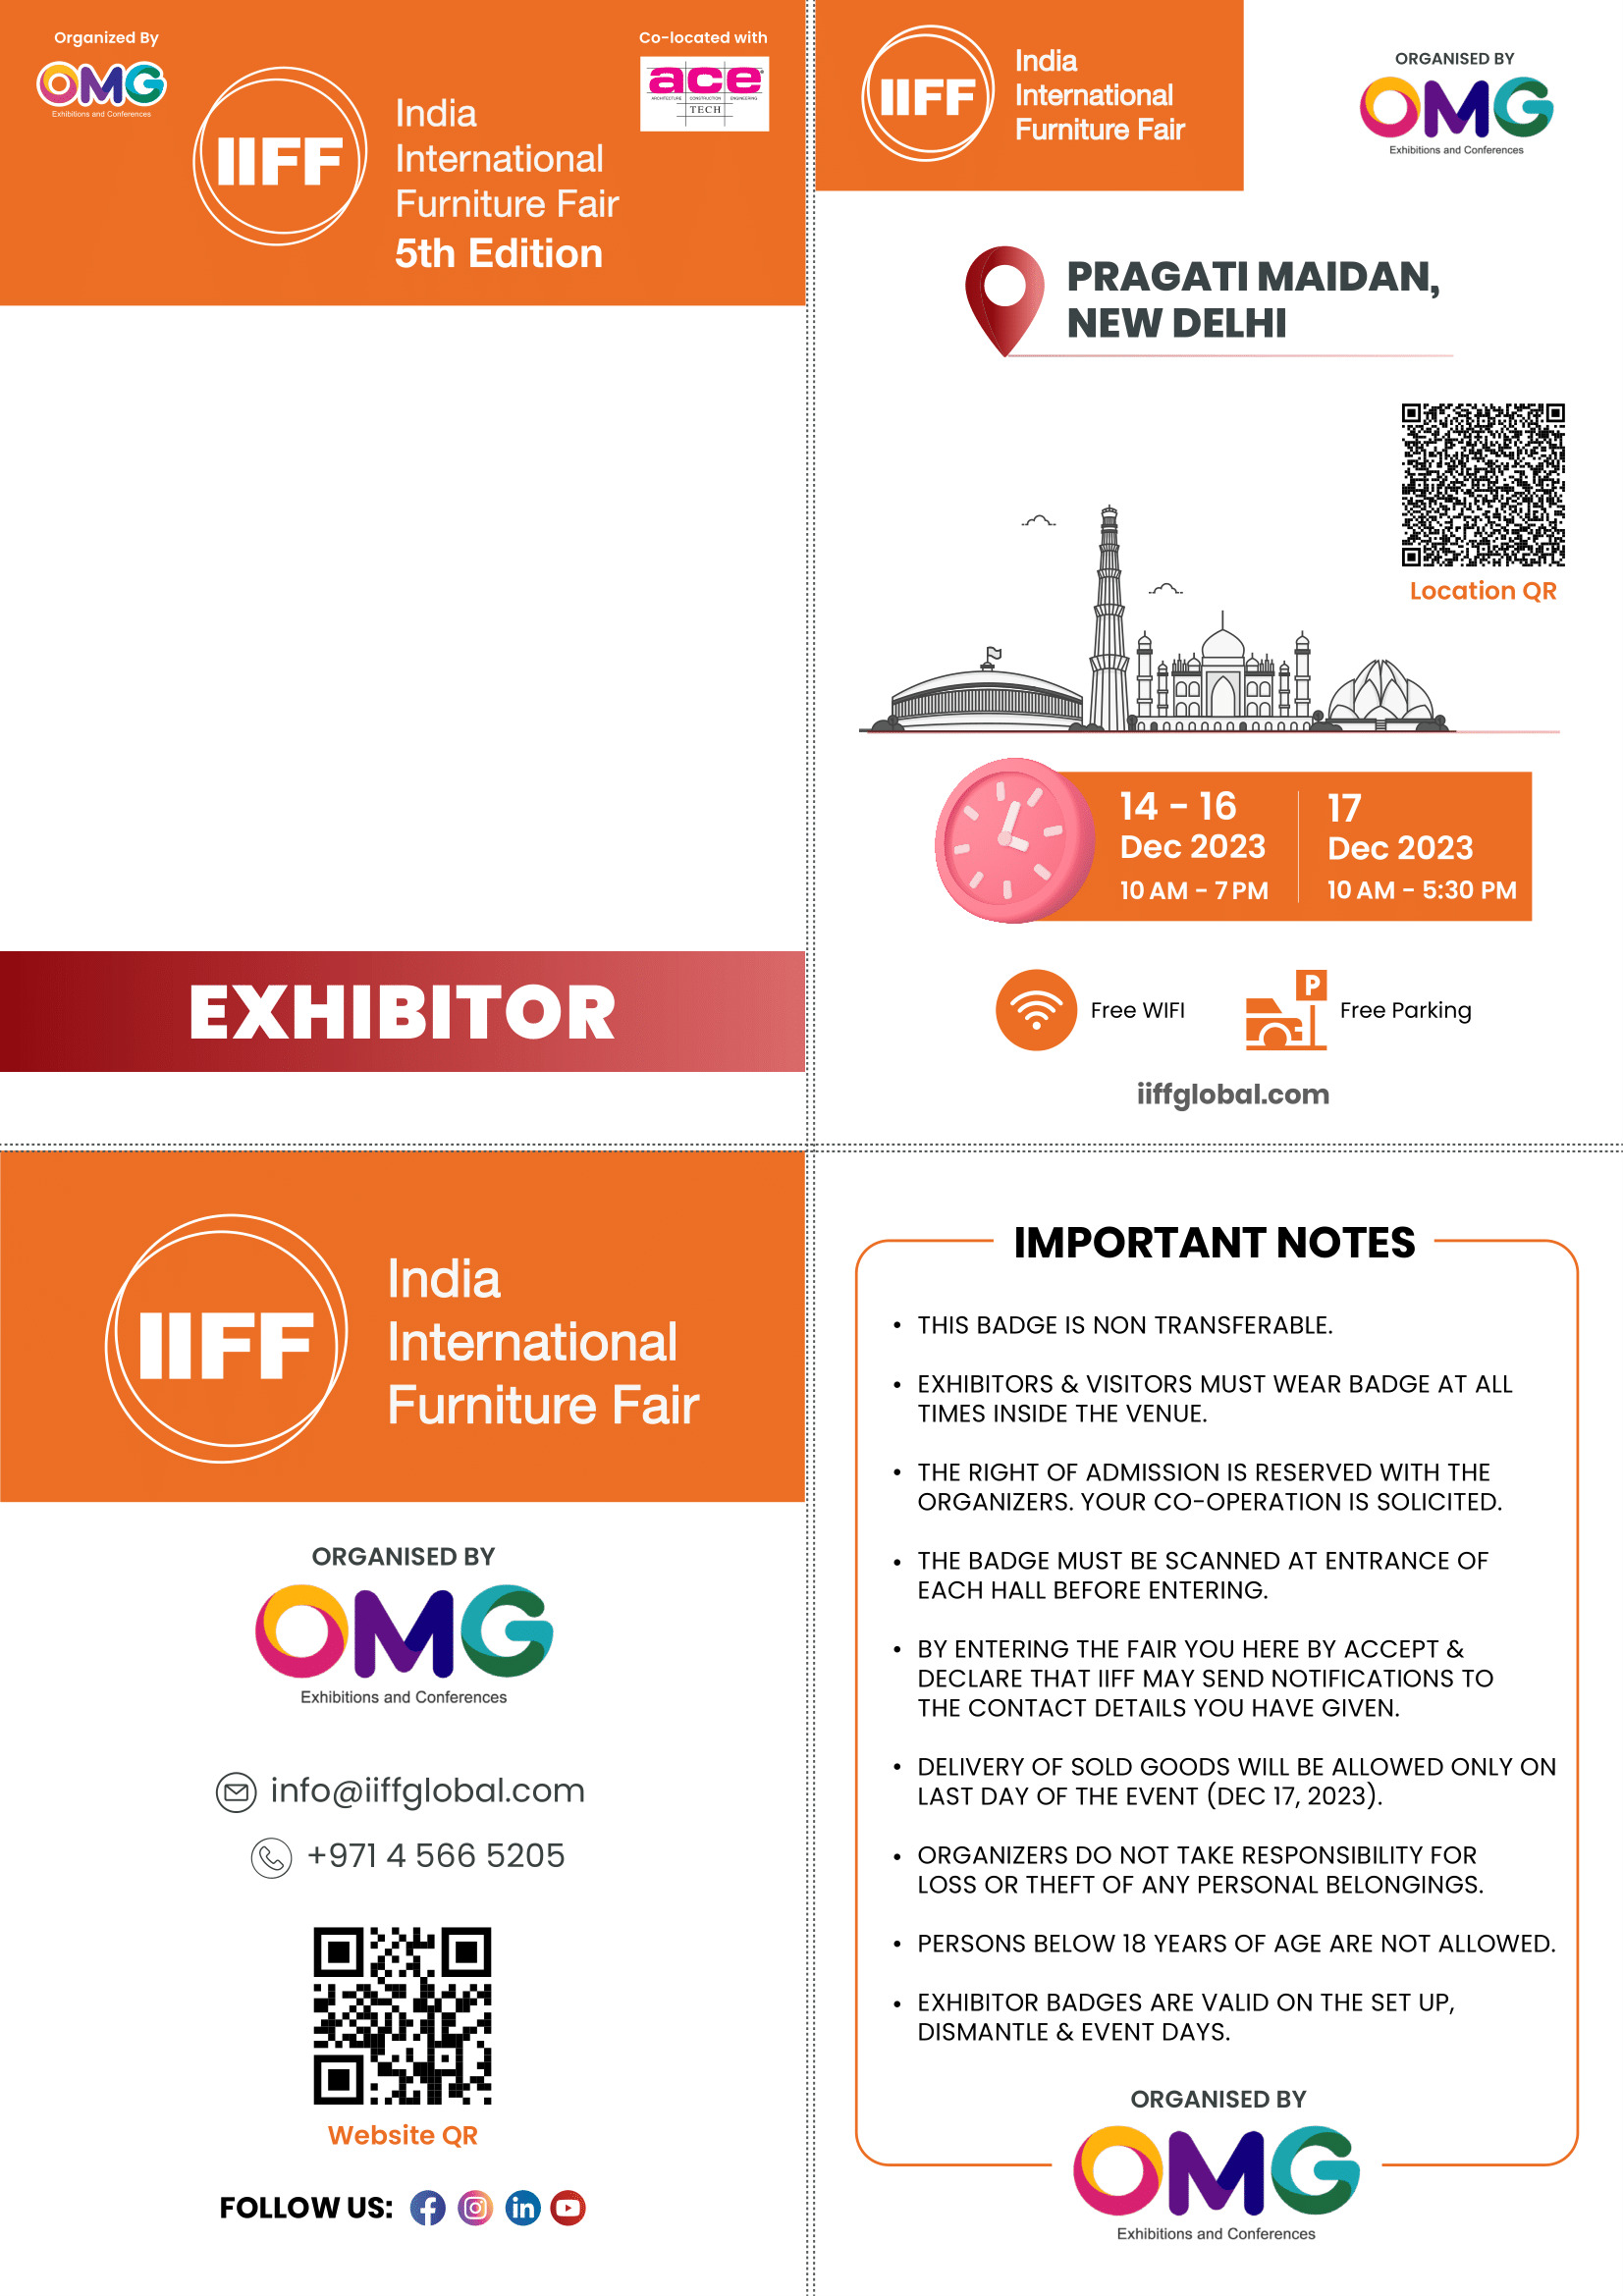 Organized By
OMG
Exhibitions and Conferences
Co-located with
ace
ARCHITECTURE CONSTRUCTION ENGINEERING
TECH
IIFF
India
International
Furniture Fair
5th Edition
EXHIBITOR
IIFF
India
International
Furniture Fair
ORGANISED BY
OMG
Exhibitions and Conferences
PRAGATI MAIDAN,
NEW DELHI
Location QR
14 - 16
Dec 2023
10 AM - 7 PM
17
Dec 2023
10 AM - 5:30 PM
Free WIFI
P
Free Parking
iiffglobal.com
IIFF
India
International
Furniture Fair
ORGANISED BY
OMG
Exhibitions and Conferences
info@iiffglobal.com
+971 4 566 5205
Website QR
FOLLOW US:
IMPORTANT NOTES
• THIS BADGE IS NON TRANSFERABLE.
• EXHIBITORS & VISITORS MUST WEAR BADGE AT ALL
TIMES INSIDE THE VENUE.
• THE RIGHT OF ADMISSION IS RESERVED WITH THE
ORGANIZERS. YOUR CO-OPERATION IS SOLICITED.
• THE BADGE MUST BE SCANNED AT ENTRANCE OF
EACH HALL BEFORE ENTERING.
• BY ENTERING THE FAIR YOU HERE BY ACCEPT &
DECLARE THAT IIFF MAY SEND NOTIFICATIONS TO
THE CONTACT DETAILS YOU HAVE GIVEN.
• DELIVERY OF SOLD GOODS WILL BE ALLOWED ONLY ON
LAST DAY OF THE EVENT (DEC 17, 2023).
• ORGANIZERS DO NOT TAKE RESPONSIBILITY FOR
LOSS OR THEFT OF ANY PERSONAL BELONGINGS.
• PERSONS BELOW 18 YEARS OF AGE ARE NOT ALLOWED.
• EXHIBITOR BADGES ARE VALID ON THE SET UP,
DISMANTLE & EVENT DAYS.
ORGANISED BY
OMG
Exhibitions and Conferences